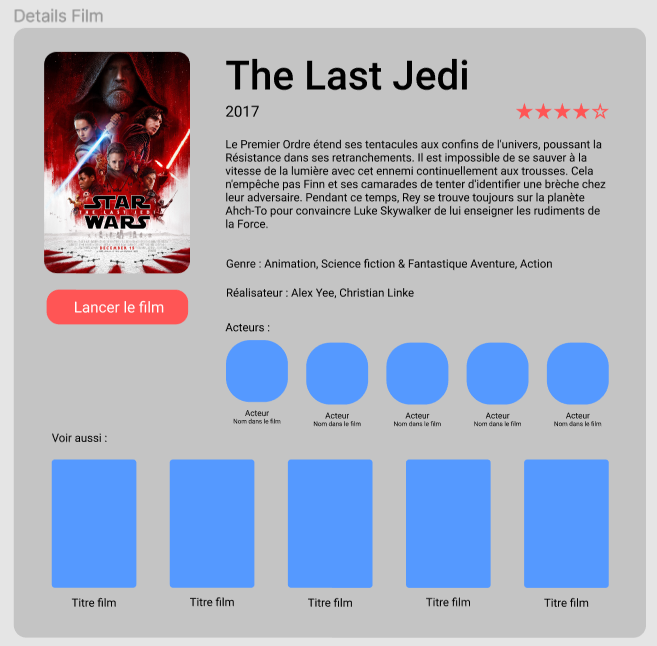 Details Film
The Last Jedi
2017
Le Premier Ordre étend ses tentacules aux confins de l'univers, poussant la
Résistance dans ses retranchements. Il est impossible de se sauver à la
vitesse de la lumière avec cet ennemi continuellement aux trousses. Cela
n'empêche pas Finn et ses camarades de tenter d'identifier une brèche chez
leur adversaire. Pendant ce temps, Rey se trouve toujours sur la planète
Ahch-To pour convaincre Luke Skywalker de lui enseigner les rudiments de
la Force.
STAR
THE LAST JEDI
WARS
DECEMBER 15
Lancer le film
Genre : Animation, Science fiction & Fantastique Aventure, Action
Réalisateur : Alex Yee, Christian Linke
Acteurs :
Acteur Acteur Acteur Acteur Acteur
Nom dans le film Nom dans le film Nom dans le film Nom dans le film Nom dans le film
Voir aussi :
Titre film Titre film Titre film Titre film Titre film